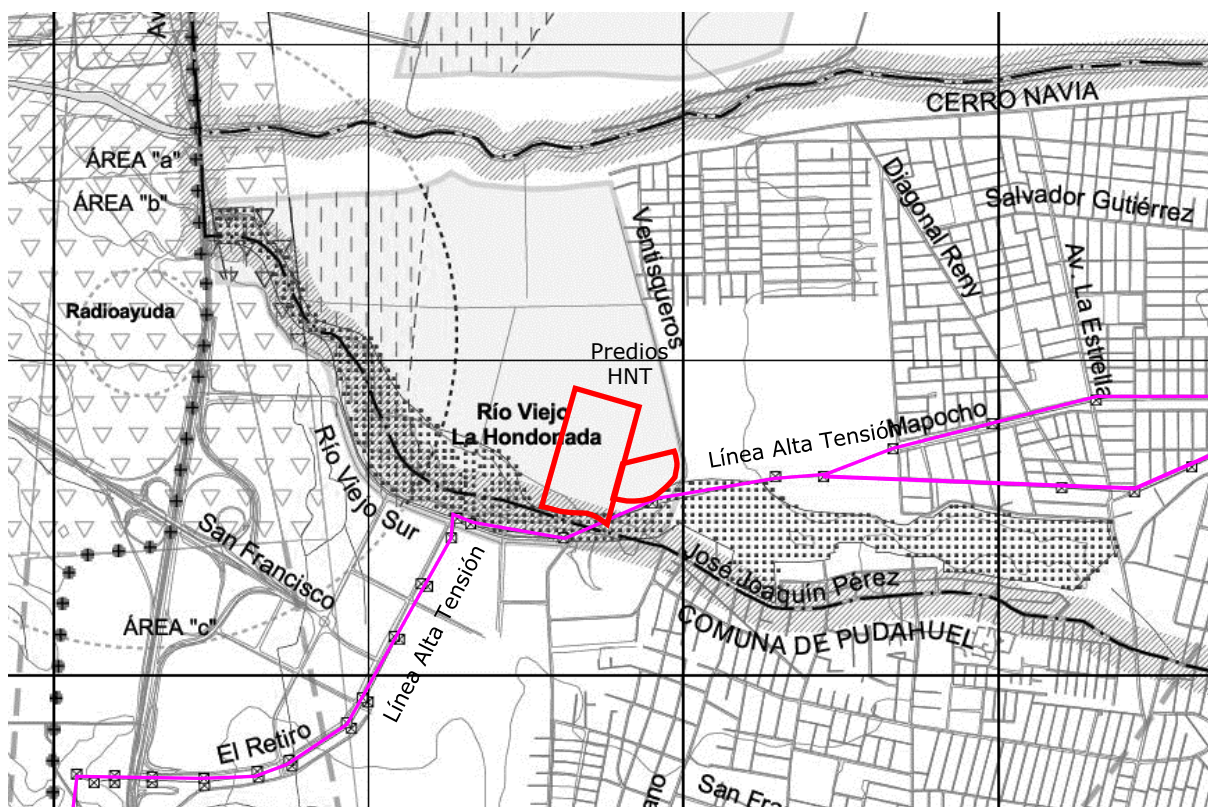 Av
CERRO NAVIA
ÁREA "a"
ÁREA "b"
Diagonal Reny
Salvador Gutiérrez
Ventisqueros
Av. La Estrella
Radioayuda
Predios
HNT
Río Viejo
La Hondonada
Mapocho
Línea Alta Tensión
Río Viejo Sur
San Francisco
Línea Alta Tensión
José Joaquín Pérez
COMUNA DE PUDAHUEL
ÁREA "c"
El Retiro
ano
San Fra